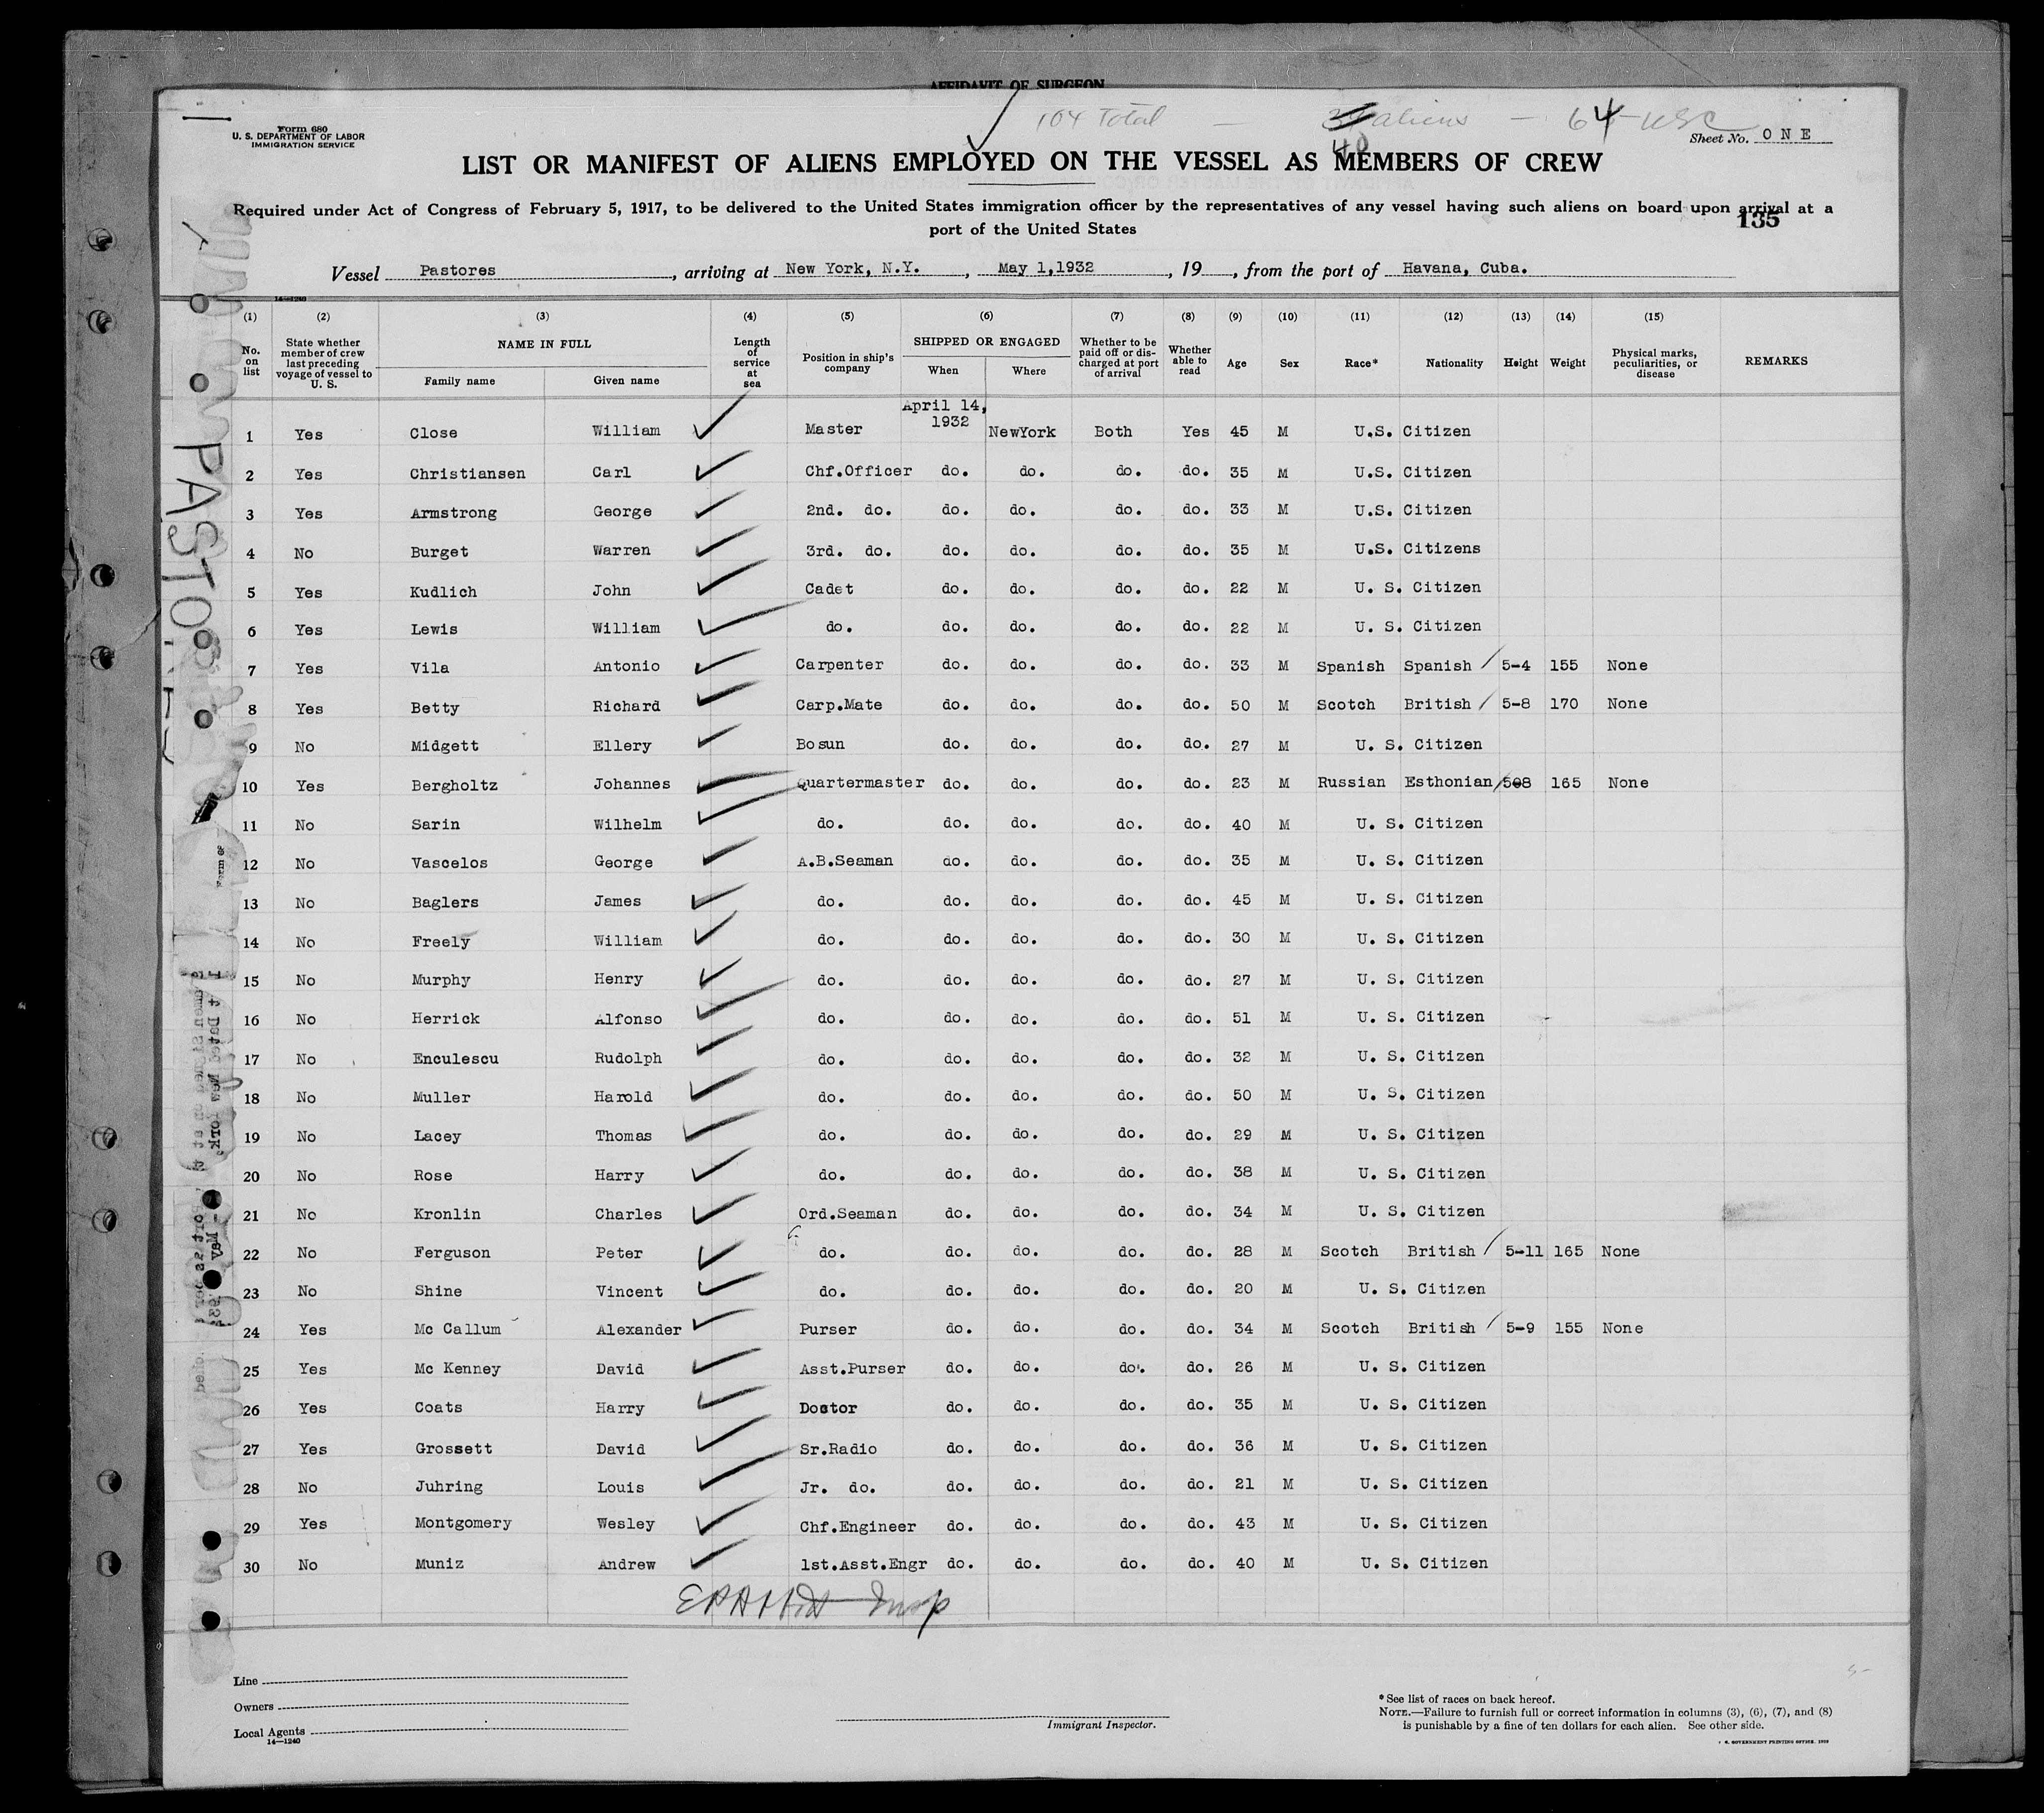 AFFIDAVIT OF SURGEON
104 Total — aliens — 64 USC
40
Form 680
U. S. DEPARTMENT OF LABOR
IMMIGRATION SERVICE
Sheet No. O N E
LIST OR MANIFEST OF ALIENS EMPLOYED ON THE VESSEL AS MEMBERS OF CREW
Required under Act of Congress of February 5, 1917, to be delivered to the United States immigration officer by the representatives of any vessel having such aliens on board upon arrival at a
port of the United States
135
Vessel Pastores, arriving at New York, N.Y., May 1,1932, 19, from the port of Havana, Cuba.
14—1240
(1) (2) (3) (4) (5) (6) (7) (8) (9) (10) (11) (12) (13) (14) (15)
No. on list State whether member of crew last preceding voyage of vessel to U. S. NAME IN FULL Family name Given name Length of service at sea Position in ship's company SHIPPED OR ENGAGED When Where Whether to be paid off or discharged at port of arrival Whether able to read Age Sex Race* Nationality Height Weight Physical marks, peculiarities, or disease REMARKS
1 Yes Close William Master April 14, 1932 NewYork Both Yes 45 M U.S. Citizen
2 Yes Christiansen Carl Chf.Officer do. do. do. do. 35 M U.S. Citizen
3 Yes Armstrong George 2nd. do. do. do. do. do. 33 M U.S. Citizen
4 No Burget Warren 3rd. do. do. do. do. do. 35 M U.S. Citizens
5 Yes Kudlich John Cadet do. do. do. do. 22 M U. S. Citizen
6 Yes Lewis William do. do. do. do. do. 22 M U. S. Citizen
7 Yes Vila Antonio Carpenter do. do. do. do. 33 M Spanish Spanish 5-4 155 None
8 Yes Betty Richard Carp.Mate do. do. do. do. 50 M Scotch British 5-8 170 None
9 No Midgett Ellery Bosun do. do. do. do. 27 M U. S. Citizen
10 Yes Bergholtz Johannes Quartermaster do. do. do. do. 23 M Russian Esthonian 5-8 165 None
11 No Sarin Wilhelm do. do. do. do. do. 40 M U. S. Citizen
12 No Vascelos George A.B.Seaman do. do. do. do. 35 M U. S. Citizen
13 No Baglers James do. do. do. do. do. 45 M U. S. Citizen
14 No Freely William do. do. do. do. do. 30 M U. S. Citizen
15 No Murphy Henry do. do. do. do. do. 27 M U. S. Citizen
16 No Herrick Alfonso do. do. do. do. do. 51 M U. S. Citizen
17 No Enculescu Rudolph do. do. do. do. do. 32 M U. S. Citizen
18 No Muller Harold do. do. do. do. do. 50 M U. S. Citizen
19 No Lacey Thomas do. do. do. do. do. 29 M U. S. Citizen
20 No Rose Harry do. do. do. do. do. 38 M U. S. Citizen
21 No Kronlin Charles Ord.Seaman do. do. do. do. 34 M U. S. Citizen
22 No Ferguson Peter do. do. do. do. do. 28 M Scotch British 5-11 165 None
23 No Shine Vincent do. do. do. do. do. 20 M U. S. Citizen
24 Yes Mc Callum Alexander Purser do. do. do. do. 34 M Scotch British 5-9 155 None
25 Yes Mc Kenney David Asst.Purser do. do. do. do. 26 M U. S. Citizen
26 Yes Coats Harry Doctor do. do. do. do. 35 M U. S. Citizen
27 Yes Grossett David Sr.Radio do. do. do. do. 36 M U. S. Citizen
28 No Juhring Louis Jr. do. do. do. do. do. 21 M U. S. Citizen
29 Yes Montgomery Wesley Chf.Engineer do. do. do. do. 43 M U. S. Citizen
30 No Muniz Andrew 1st.Asst.Engr do. do. do. do. 40 M U. S. Citizen
Insp
Line
Owners
Local Agents
14—1240
Immigrant Inspector.
* See list of races on back hereof.
NOTE.—Failure to furnish full or correct information in columns (3), (6), (7), and (8)
is punishable by a fine of ten dollars for each alien. See other side.